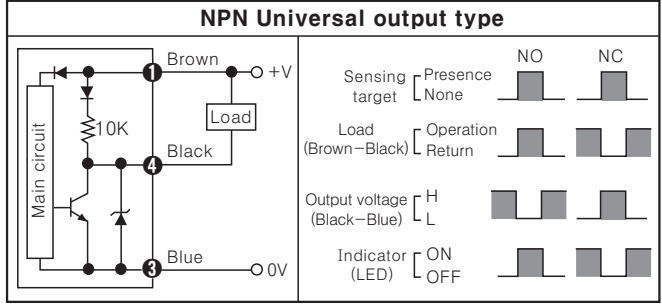 NPN Universal output type
Main circuit
10K
1
Brown
+V
Load
4
Black
3
Blue
0V
NO NC
Sensing target Presence None
Load (Brown-Black) Operation Return
Output voltage (Black-Blue) H L
Indicator (LED) ON OFF